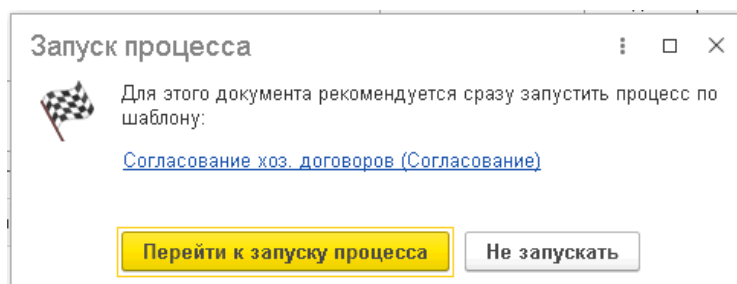 Запуск процесса
Для этого документа рекомендуется сразу запустить процесс по
шаблону:
Согласование хоз. договоров (Согласование)
Перейти к запуску процесса
Не запускать